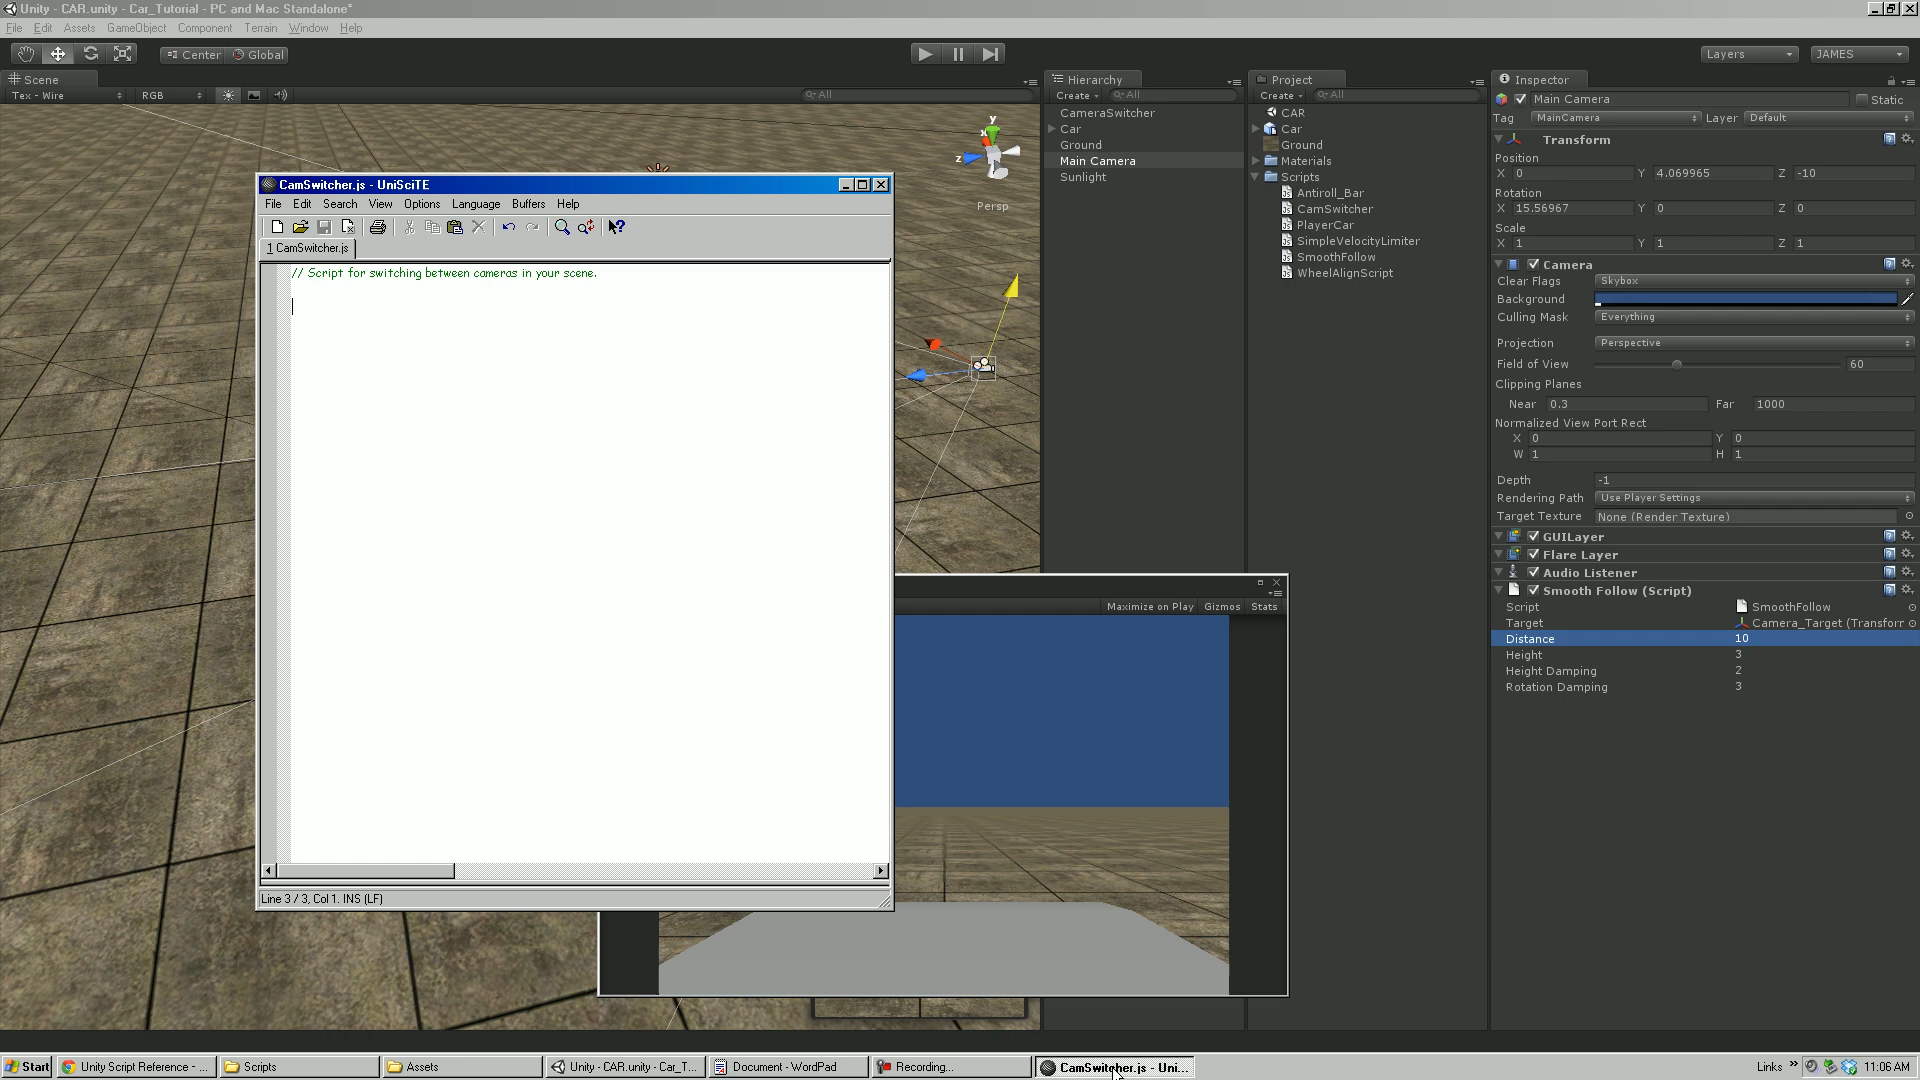 Unity - CAR.unity - Car_Tutorial - PC and Mac Standalone*
File Edit Assets GameObject Component Terrain Window Help
Center Global
Layers JAMES
Scene
Tex - Wire RGB All
y
x
z
Persp
Hierarchy
Create All
CameraSwitcher
Car
Ground
Main Camera
Sunlight
Project
Create All
CAR
Car
Ground
Materials
Scripts
Antiroll_Bar
CamSwitcher
PlayerCar
SimpleVelocityLimiter
SmoothFollow
WheelAlignScript
Inspector
Main Camera Static
Tag MainCamera Layer Default
Transform
Position
X 0 Y 4.069965 Z -10
Rotation
X 15.56967 Y 0 Z 0
Scale
X 1 Y 1 Z 1
Camera
Clear Flags Skybox
Background
Culling Mask Everything
Projection Perspective
Field of View 60
Clipping Planes
Near 0.3 Far 1000
Normalized View Port Rect
X 0 Y 0
W 1 H 1
Depth -1
Rendering Path Use Player Settings
Target Texture None (Render Texture)
GUILayer
Flare Layer
Audio Listener
Smooth Follow (Script)
Script SmoothFollow
Target Camera_Target (Transforr
Distance 10
Height 3
Height Damping 2
Rotation Damping 3
CamSwitcher.js - UniSciTE
File Edit Search View Options Language Buffers Help
1 CamSwitcher.js
// Script for switching between cameras in your scene.
Line 3 / 3, Col 1. INS (LF)
Maximize on Play Gizmos Stats
Start Unity Script Reference - ... Scripts Assets Unity - CAR.unity - Car_T... Document - WordPad Recording... CamSwitcher.js - Uni... Links » 11:06 AM